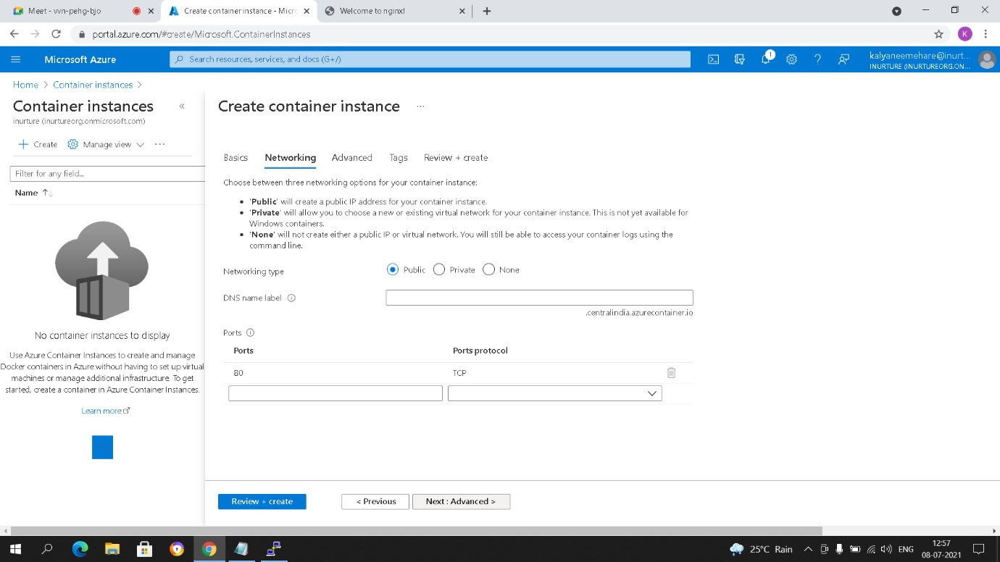 Meet - vvn-pehg-bjo
Create container instance - Micro
Welcome to nginx!
portal.azure.com/#create/Microsoft.ContainerInstances
K
Microsoft Azure
Search resources, services, and docs (G+/)
1
kalyaneemehare@inurt...
INURTURE (INURTUREORG.ON...
Home > Container instances >
Container instances
«
inurture (inurtureorg.onmicrosoft.com)
+ Create
Manage view
...
Filter for any field...
Name ↑↓
No container instances to display
Use Azure Container Instances to create and manage
Docker containers in Azure without having to set up virtual
machines or manage additional infrastructure. To get
started, create a container in Azure Container Instances.
Learn more
Create container instance
...
Basics
Networking
Advanced
Tags
Review + create
Choose between three networking options for your container instance:
• 'Public' will create a public IP address for your container instance.
• 'Private' will allow you to choose a new or existing virtual network for your container instance. This is not yet available for
Windows containers.
• 'None' will not create either a public IP or virtual network. You will still be able to access your container logs using the
command line.
Networking type
Public
Private
None
DNS name label
.centralindia.azurecontainer.io
Ports
Ports
Ports protocol
80
TCP
Review + create
< Previous
Next : Advanced >
25°C Rain
ENG
12:57
08-07-2021